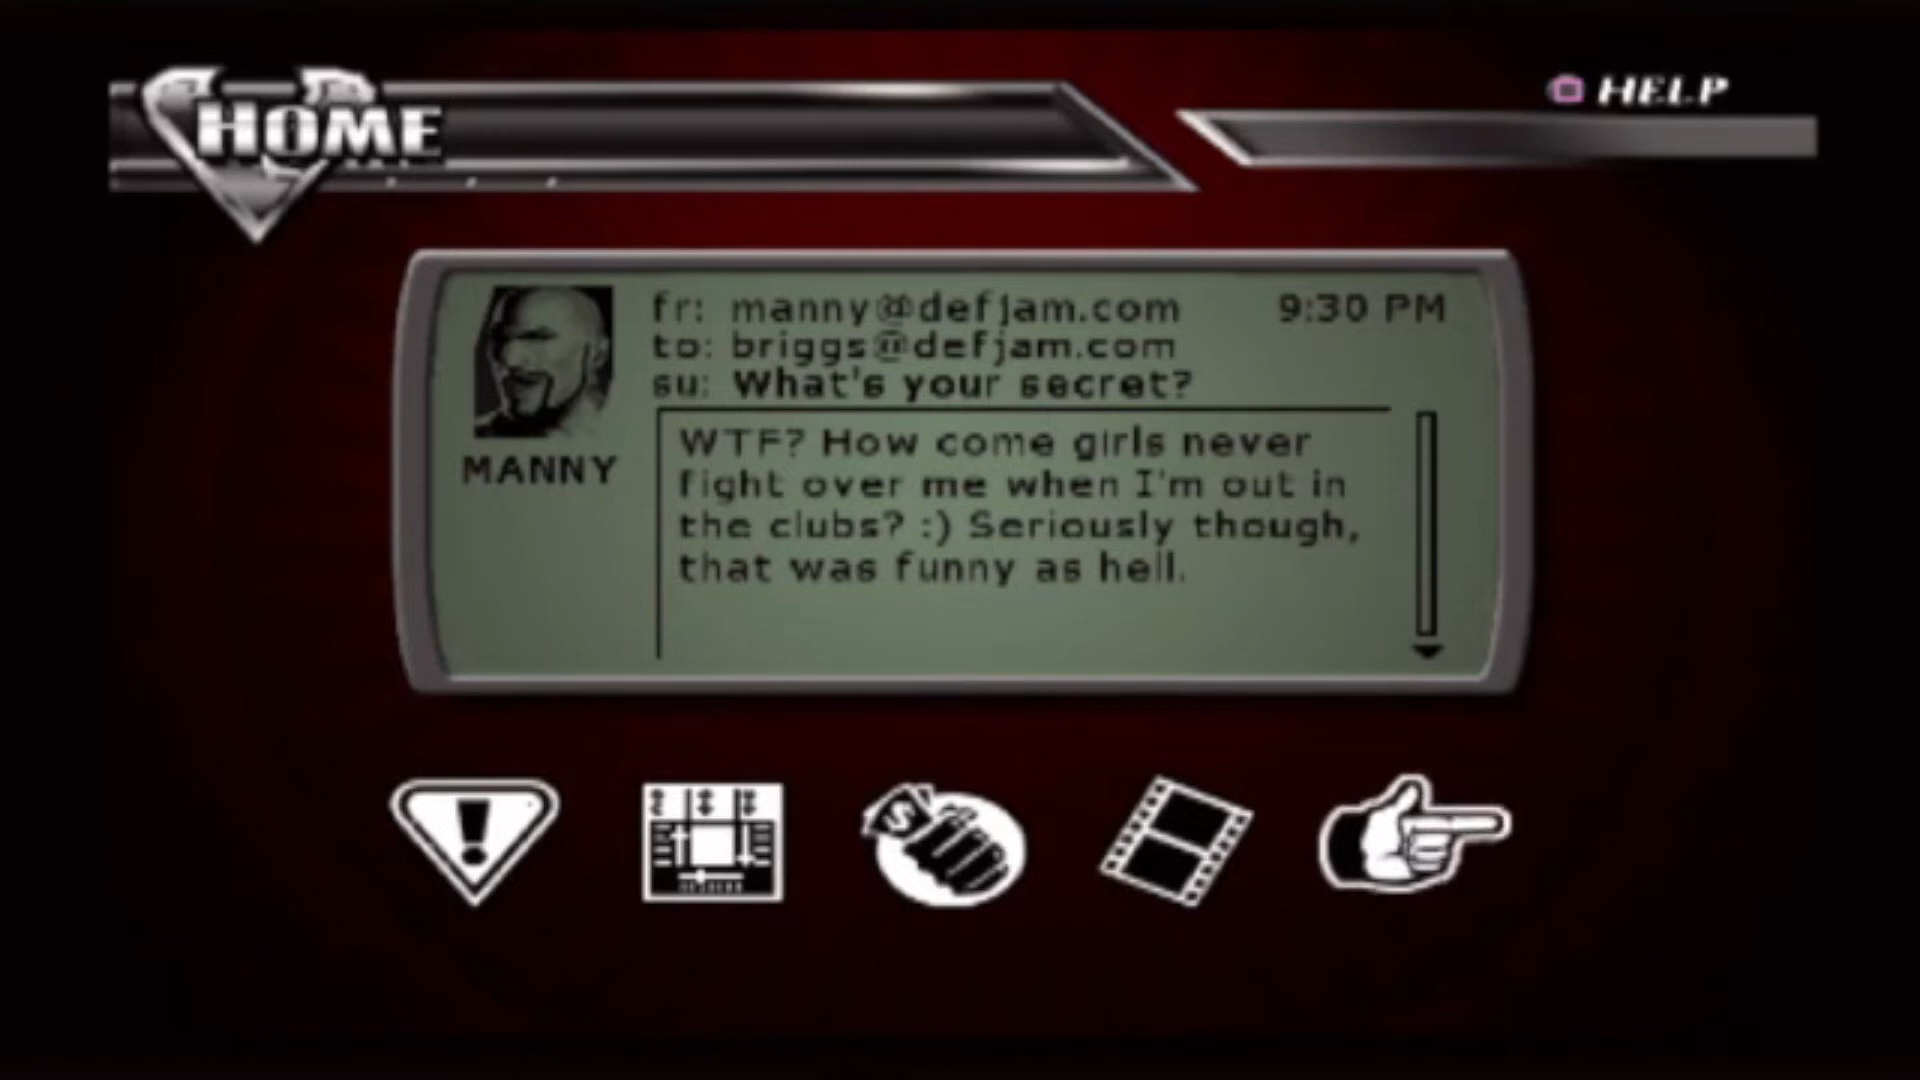 HOME
HELP
fr: manny@defjam.com 9:30 PM
to: briggs@defjam.com
su: What's your secret?
MANNY
WTF? How come girls never
fight over me when I'm out in
the clubs? :) Seriously though,
that was funny as hell.